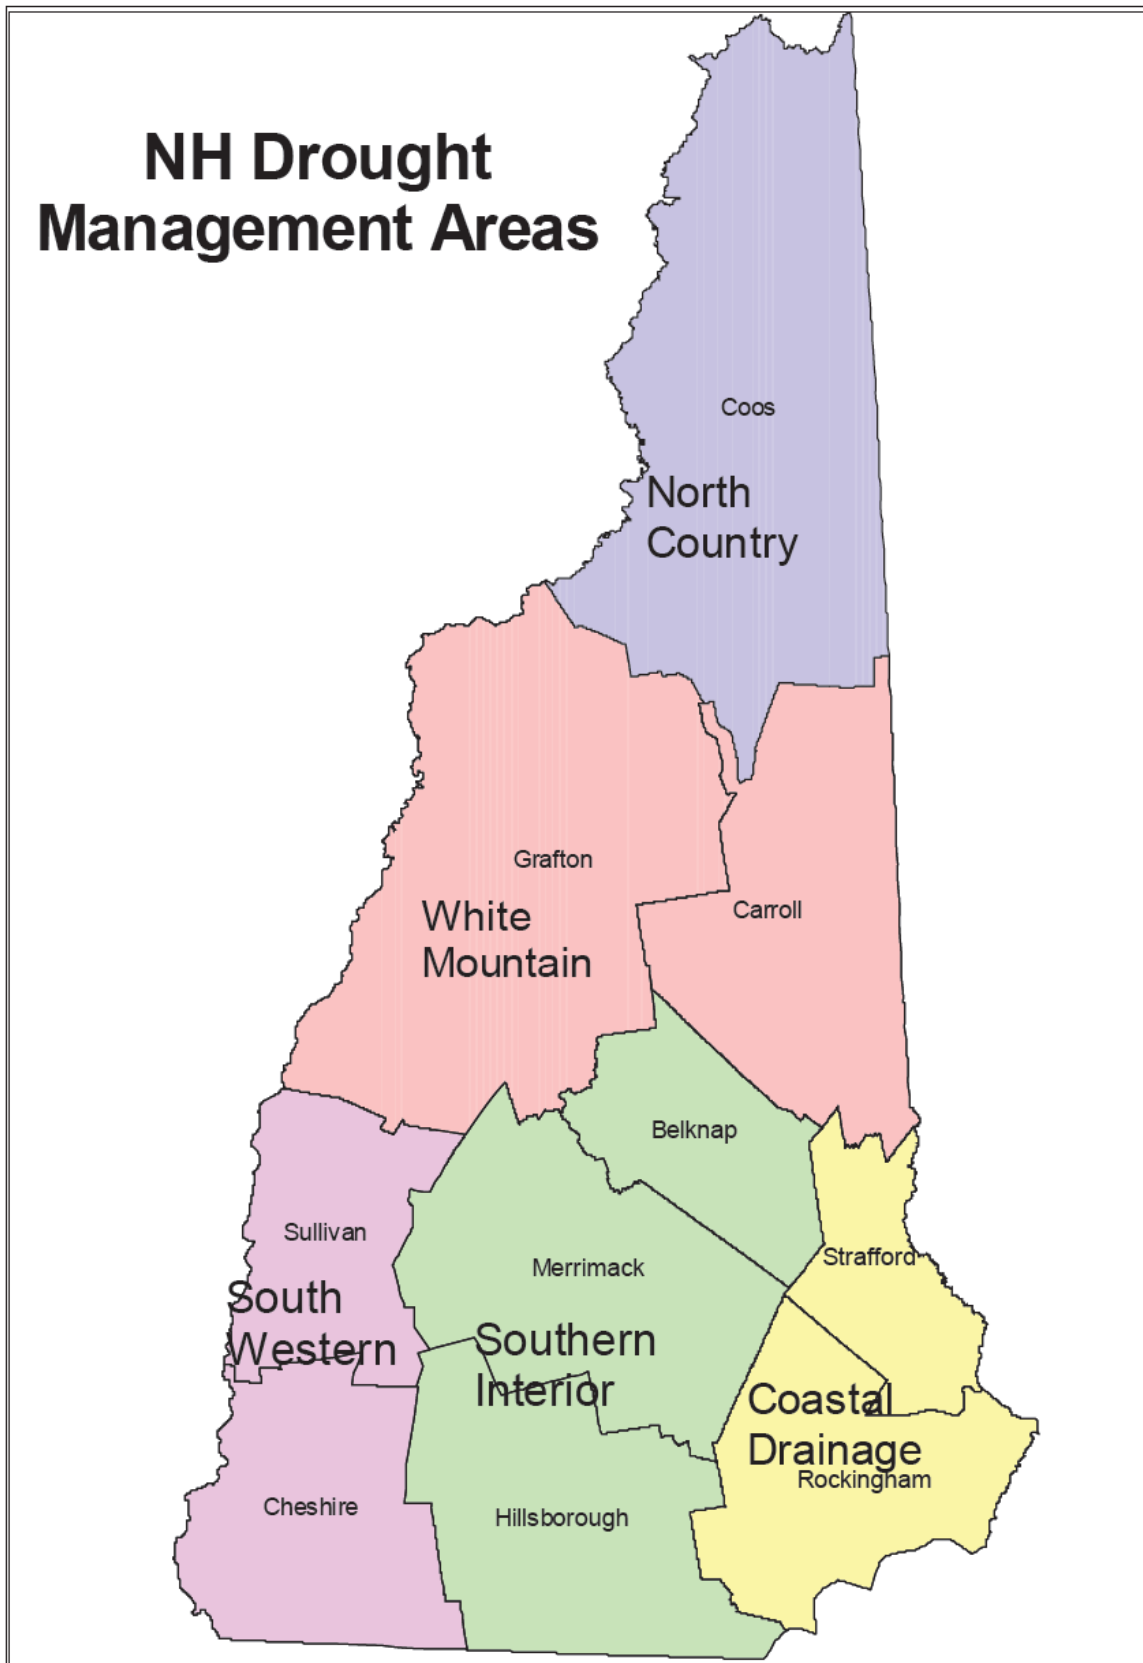 NH Drought
Management Areas
Coos
North
Country
Grafton
White
Mountain
Carroll
Belknap
Sullivan
South
Western
Merrimack
Southern
Interior
Strafford
Coastal
Drainage
Rockingham
Cheshire
Hillsborough